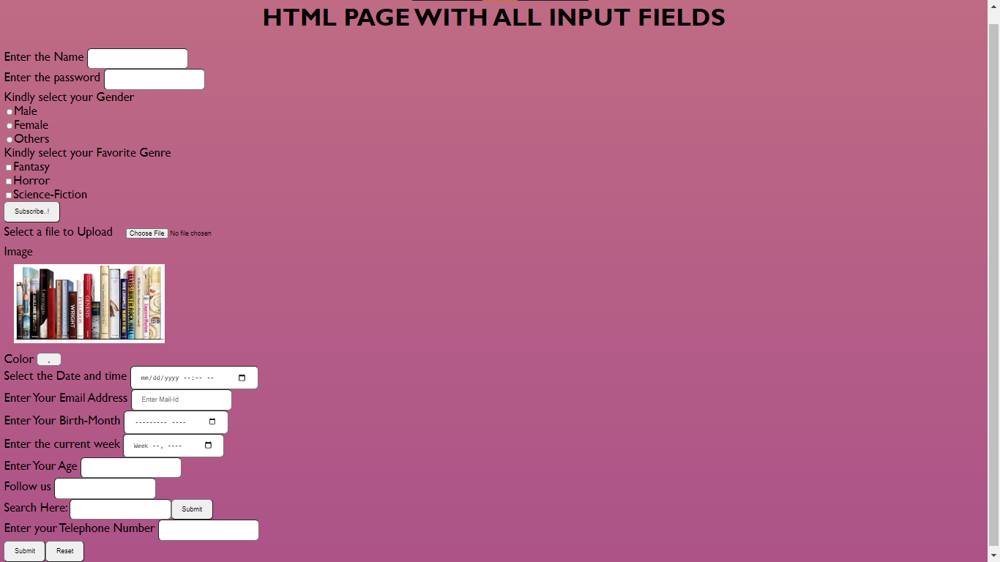 HTML PAGE WITH ALL INPUT FIELDS
Enter the Name
Enter the password
Kindly select your Gender
Male
Female
Others
Kindly select your Favorite Genre
Fantasy
Horror
Science-Fiction
Subscribe..!
Select a file to Upload Choose File No file chosen
Image
WRIGHT
GENESIS
Color .
Select the Date and time mm/dd/yyyy --:-- --
Enter Your Email Address Enter Mail-Id
Enter Your Birth-Month --------- ----
Enter the current week Week --, ----
Enter Your Age
Follow us
Search Here: Submit
Enter your Telephone Number
Submit Reset